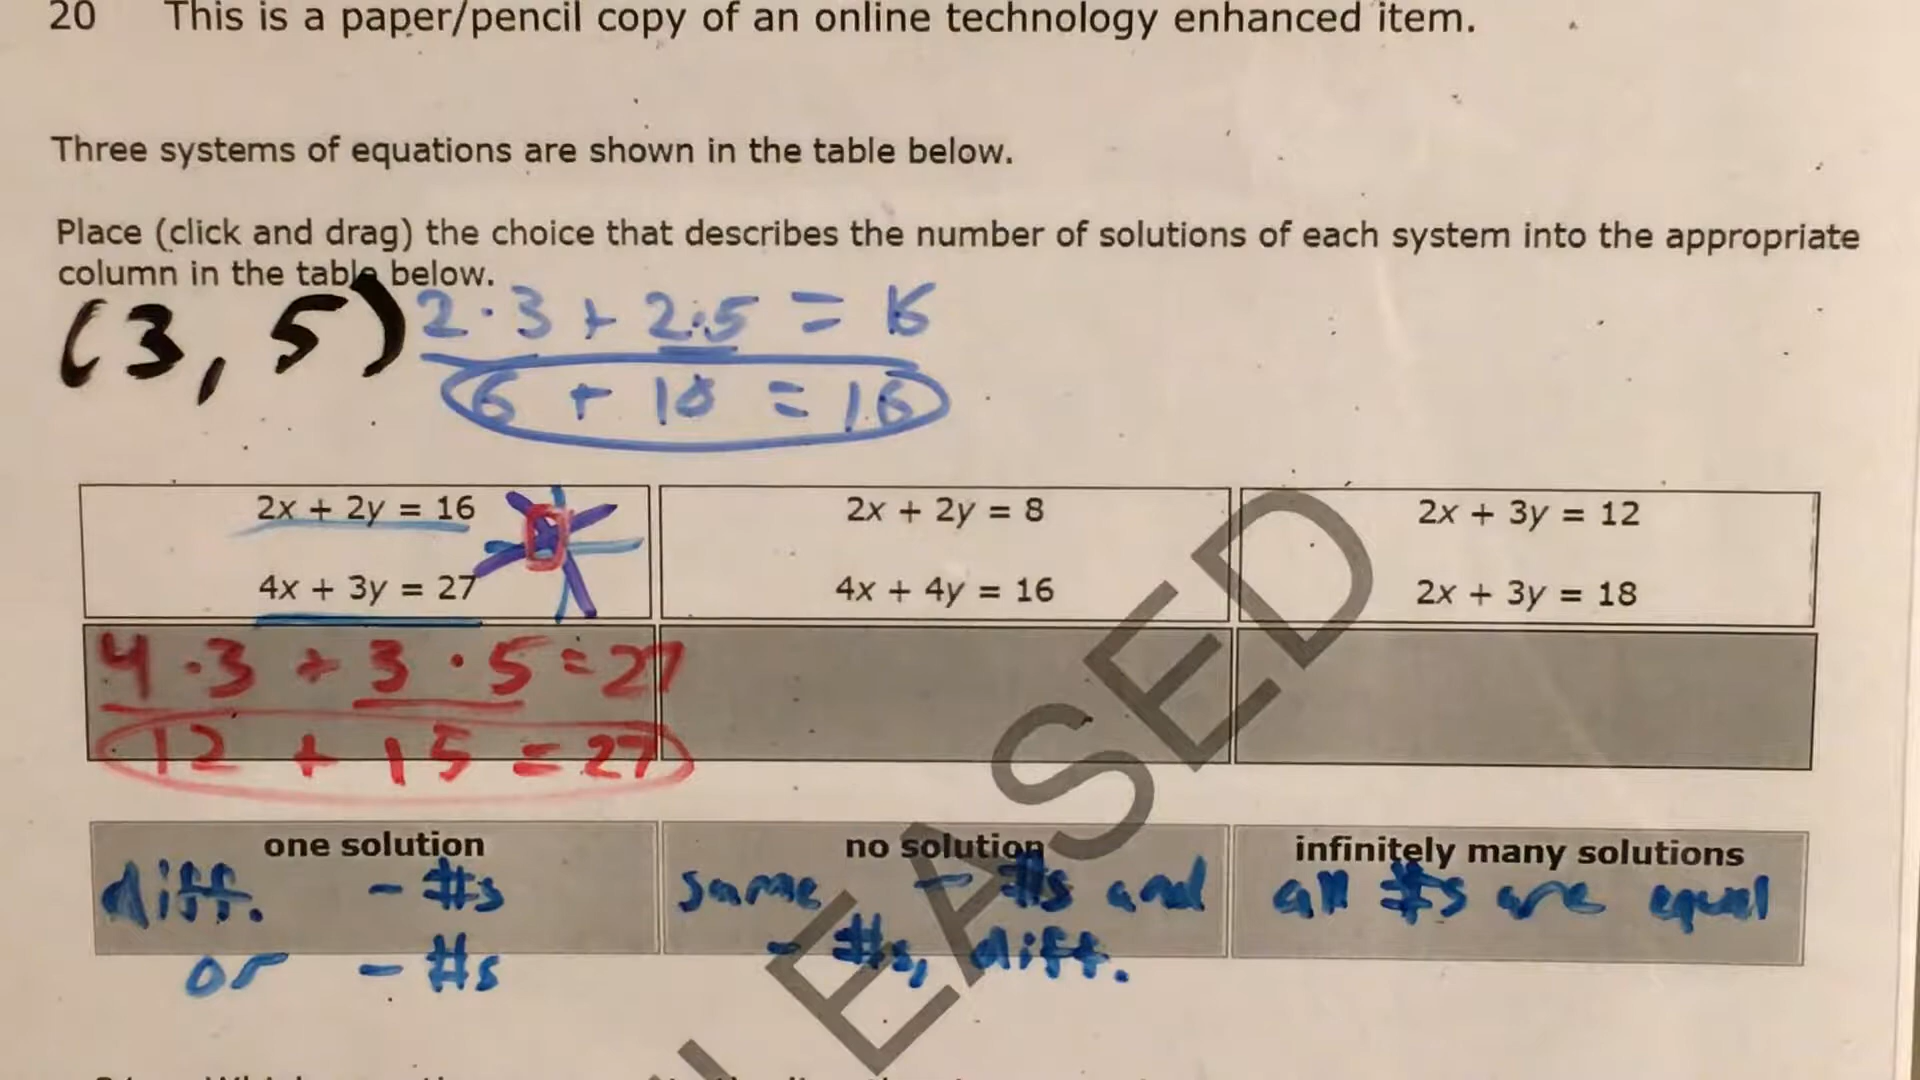 20 This is a paper/pencil copy of an online technology enhanced item.
Three systems of equations are shown in the table below.
Place (click and drag) the choice that describes the number of solutions of each system into the appropriate
column in the table below.
(3, 5) 2·3 + 2·5 = 16
6 + 10 = 16
2x + 2y = 16
4x + 3y = 27
2x + 2y = 8
4x + 4y = 16
2x + 3y = 12
2x + 3y = 18
4·3 + 3·5 = 27
12 + 15 = 27
one solution
diff. - #s
or - #s
no solution
same - #s and
- #s, diff.
infinitely many solutions
all #s are equal
EASED